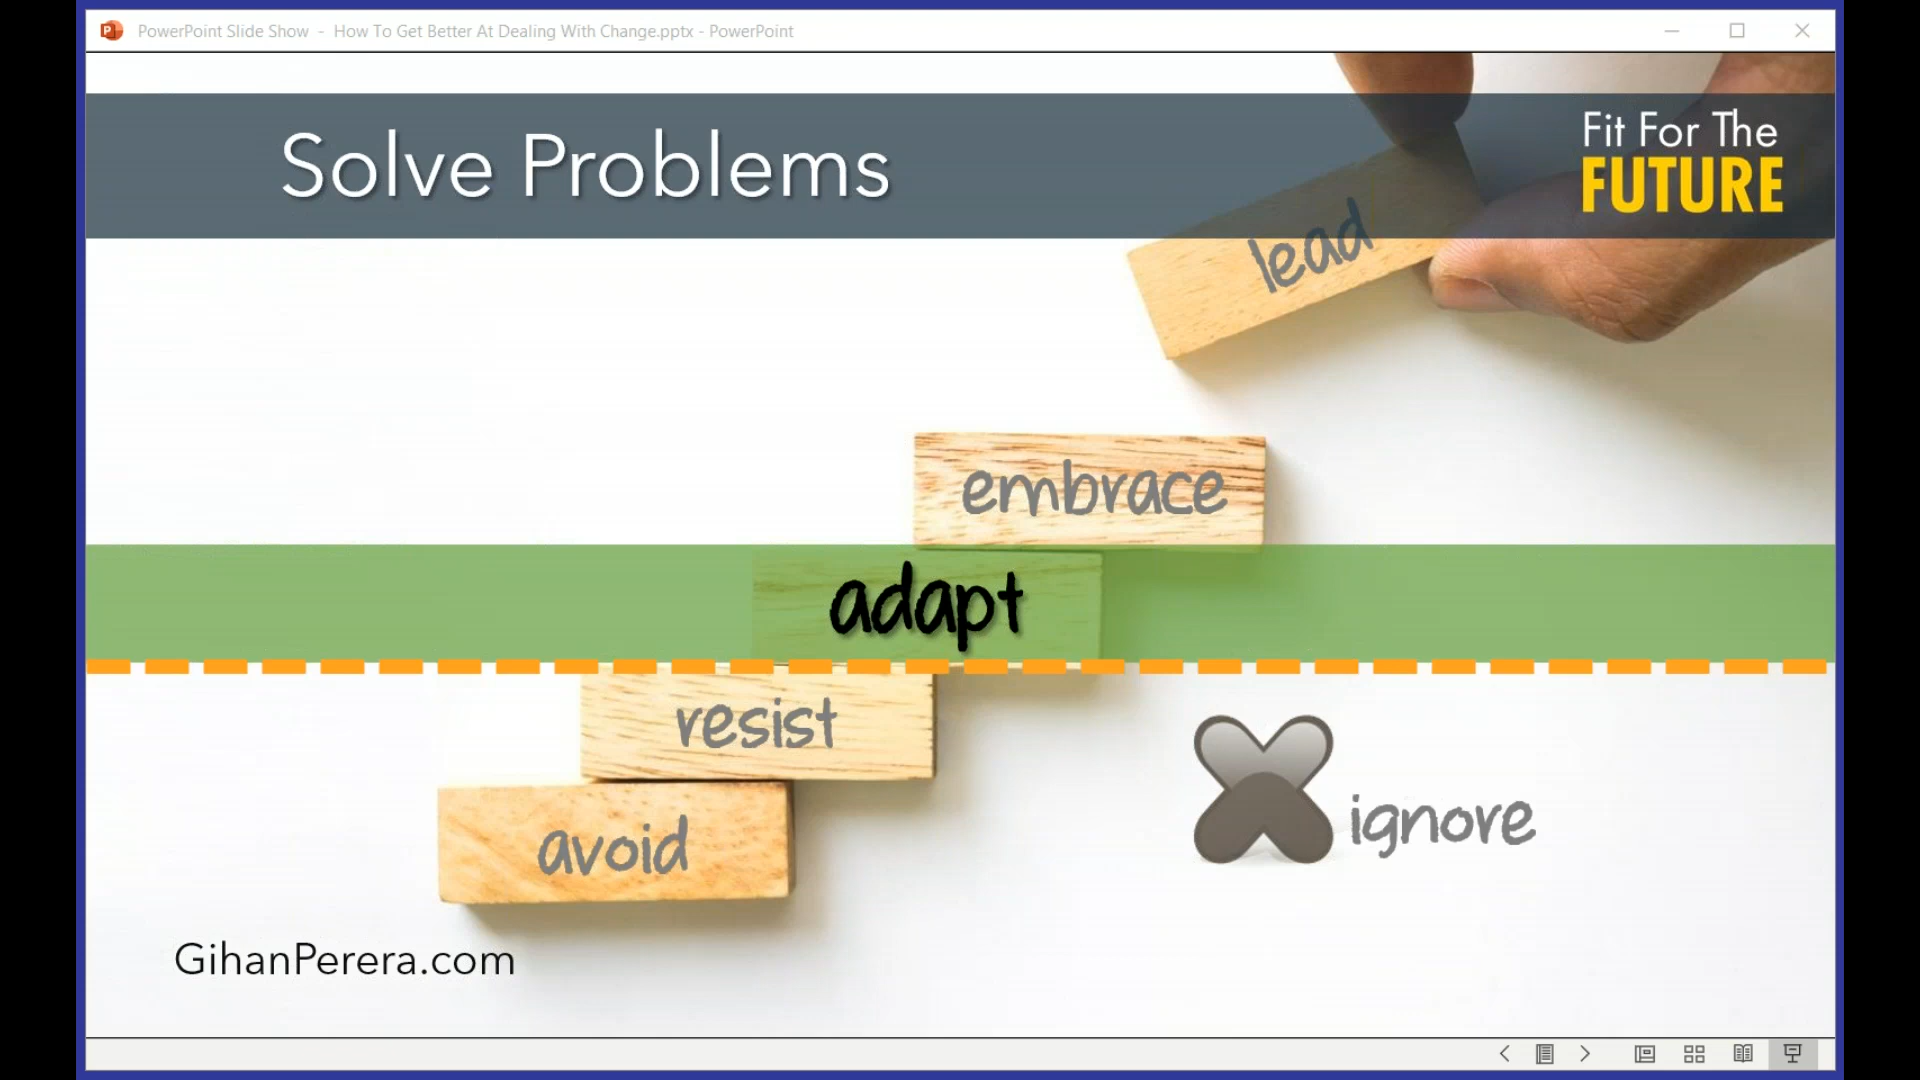 PowerPoint Slide Show - How To Get Better At Dealing With Change.pptx - PowerPoint
Solve Problems
Fit For The
FUTURE
lead
embrace
adapt
resist
avoid
ignore
GihanPerera.com